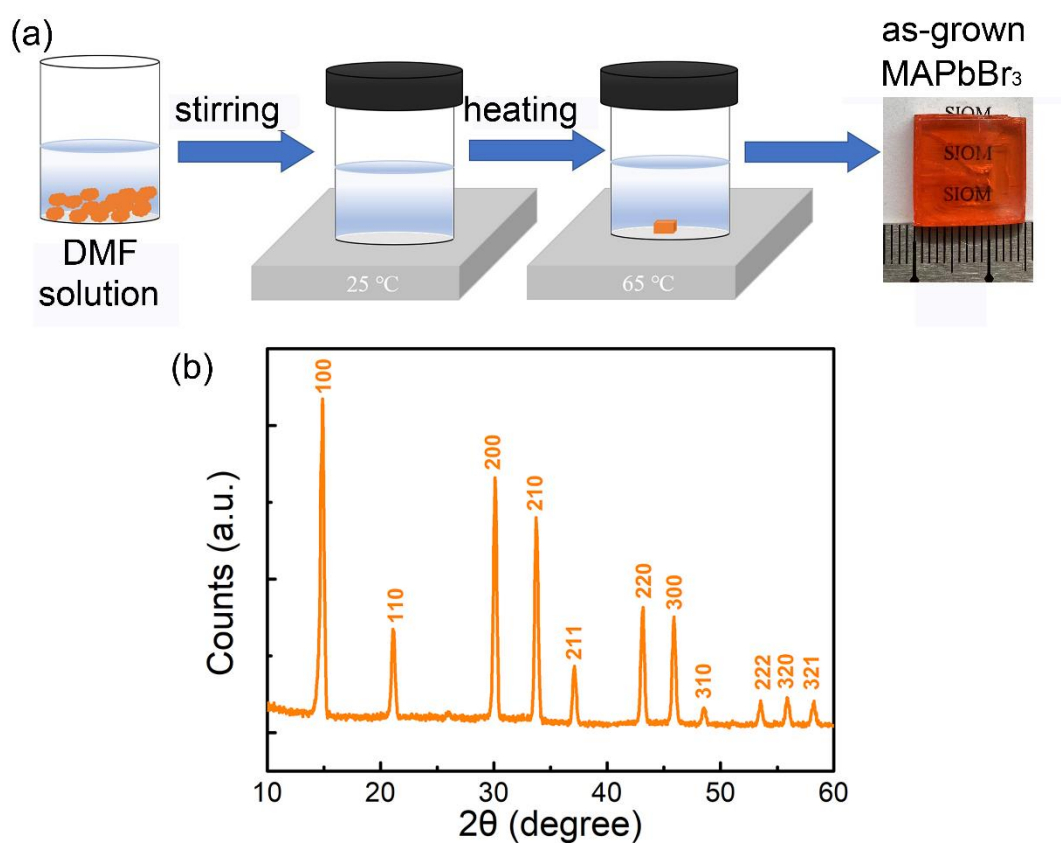 (a)
as-grown
MAPbBr₃
stirring
heating
SIOM
SIOM
SIOM
DMF
solution
25 °C
65 °C
(b)
100
110
200
210
211
220
300
310
222
320
321
Counts (a.u.)
10
20
30
40
50
60
2θ (degree)